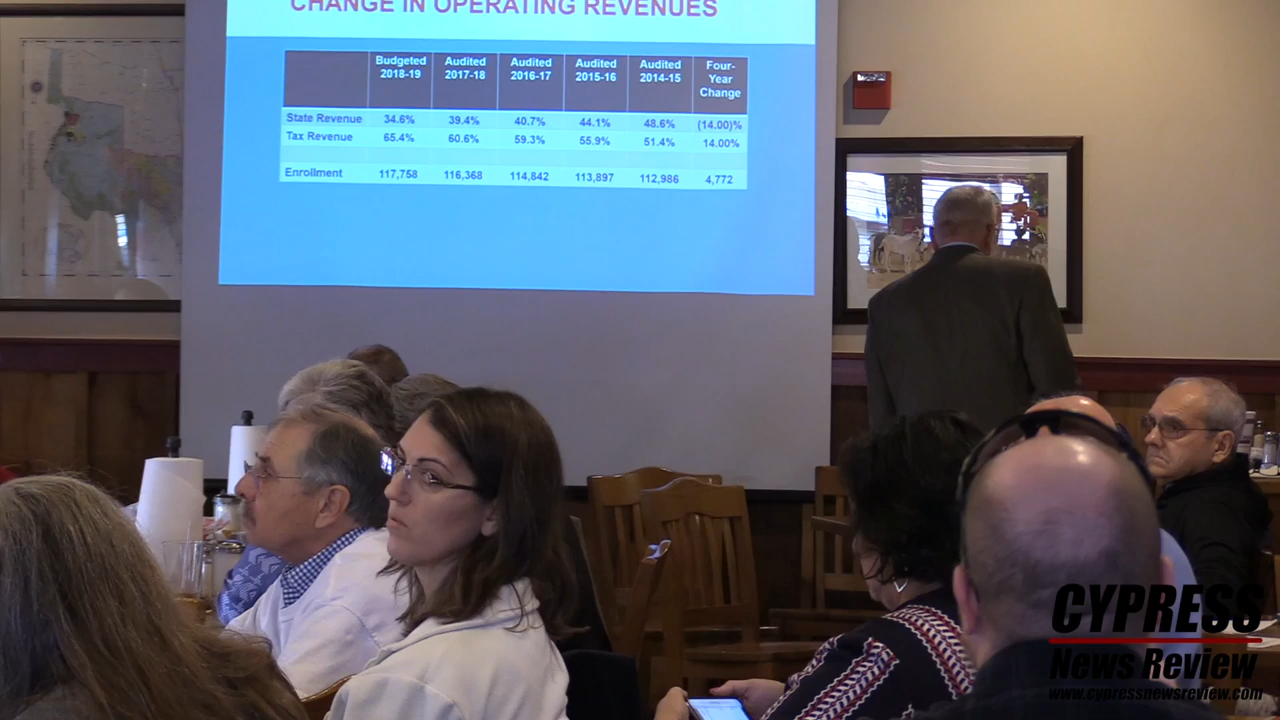 CHANGE IN OPERATING REVENUES
Budgeted 2018-19 Audited 2017-18 Audited 2016-17 Audited 2015-16 Audited 2014-15 Four-Year Change
State Revenue 34.6% 39.4% 40.7% 44.1% 48.6% (14.00)%
Tax Revenue 65.4% 60.6% 59.3% 55.9% 51.4% 14.00%
Enrollment 117,758 116,368 114,842 113,897 112,986 4,772
CYPRESS
News Review
www.cypressnewsreview.com